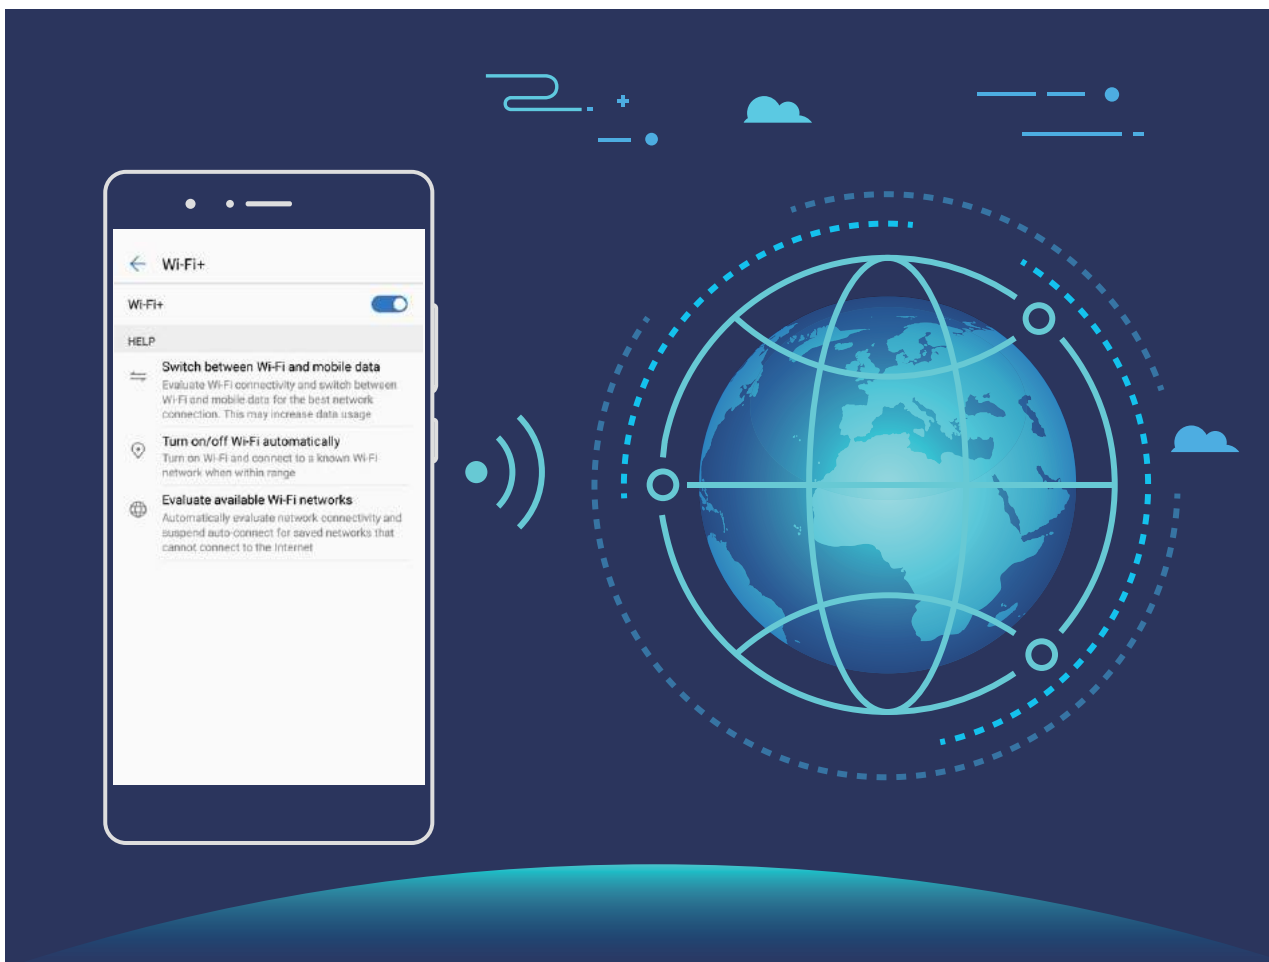 Wi-Fi+
Wi-Fi+
HELP
Switch between Wi-Fi and mobile data
Evaluate Wi-Fi connectivity and switch between
Wi-Fi and mobile data for the best network
connection. This may increase data usage
Turn on/off Wi-Fi automatically
Turn on Wi-Fi and connect to a known Wi-Fi
network when within range
Evaluate available Wi-Fi networks
Automatically evaluate network connectivity and
suspend auto-connect for saved networks that
cannot connect to the Internet